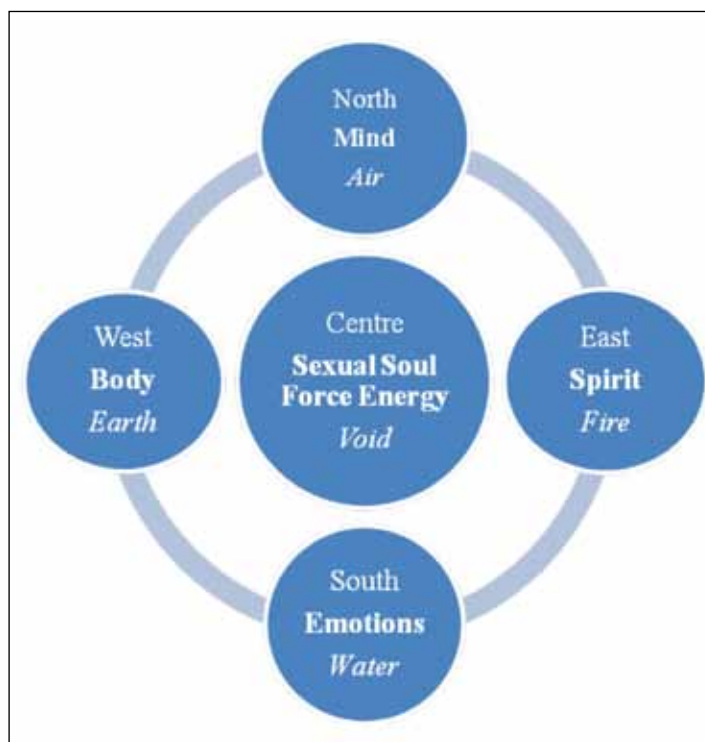 North
Mind
Air
West
Body
Earth
Centre
Sexual Soul
Force Energy
Void
East
Spirit
Fire
South
Emotions
Water